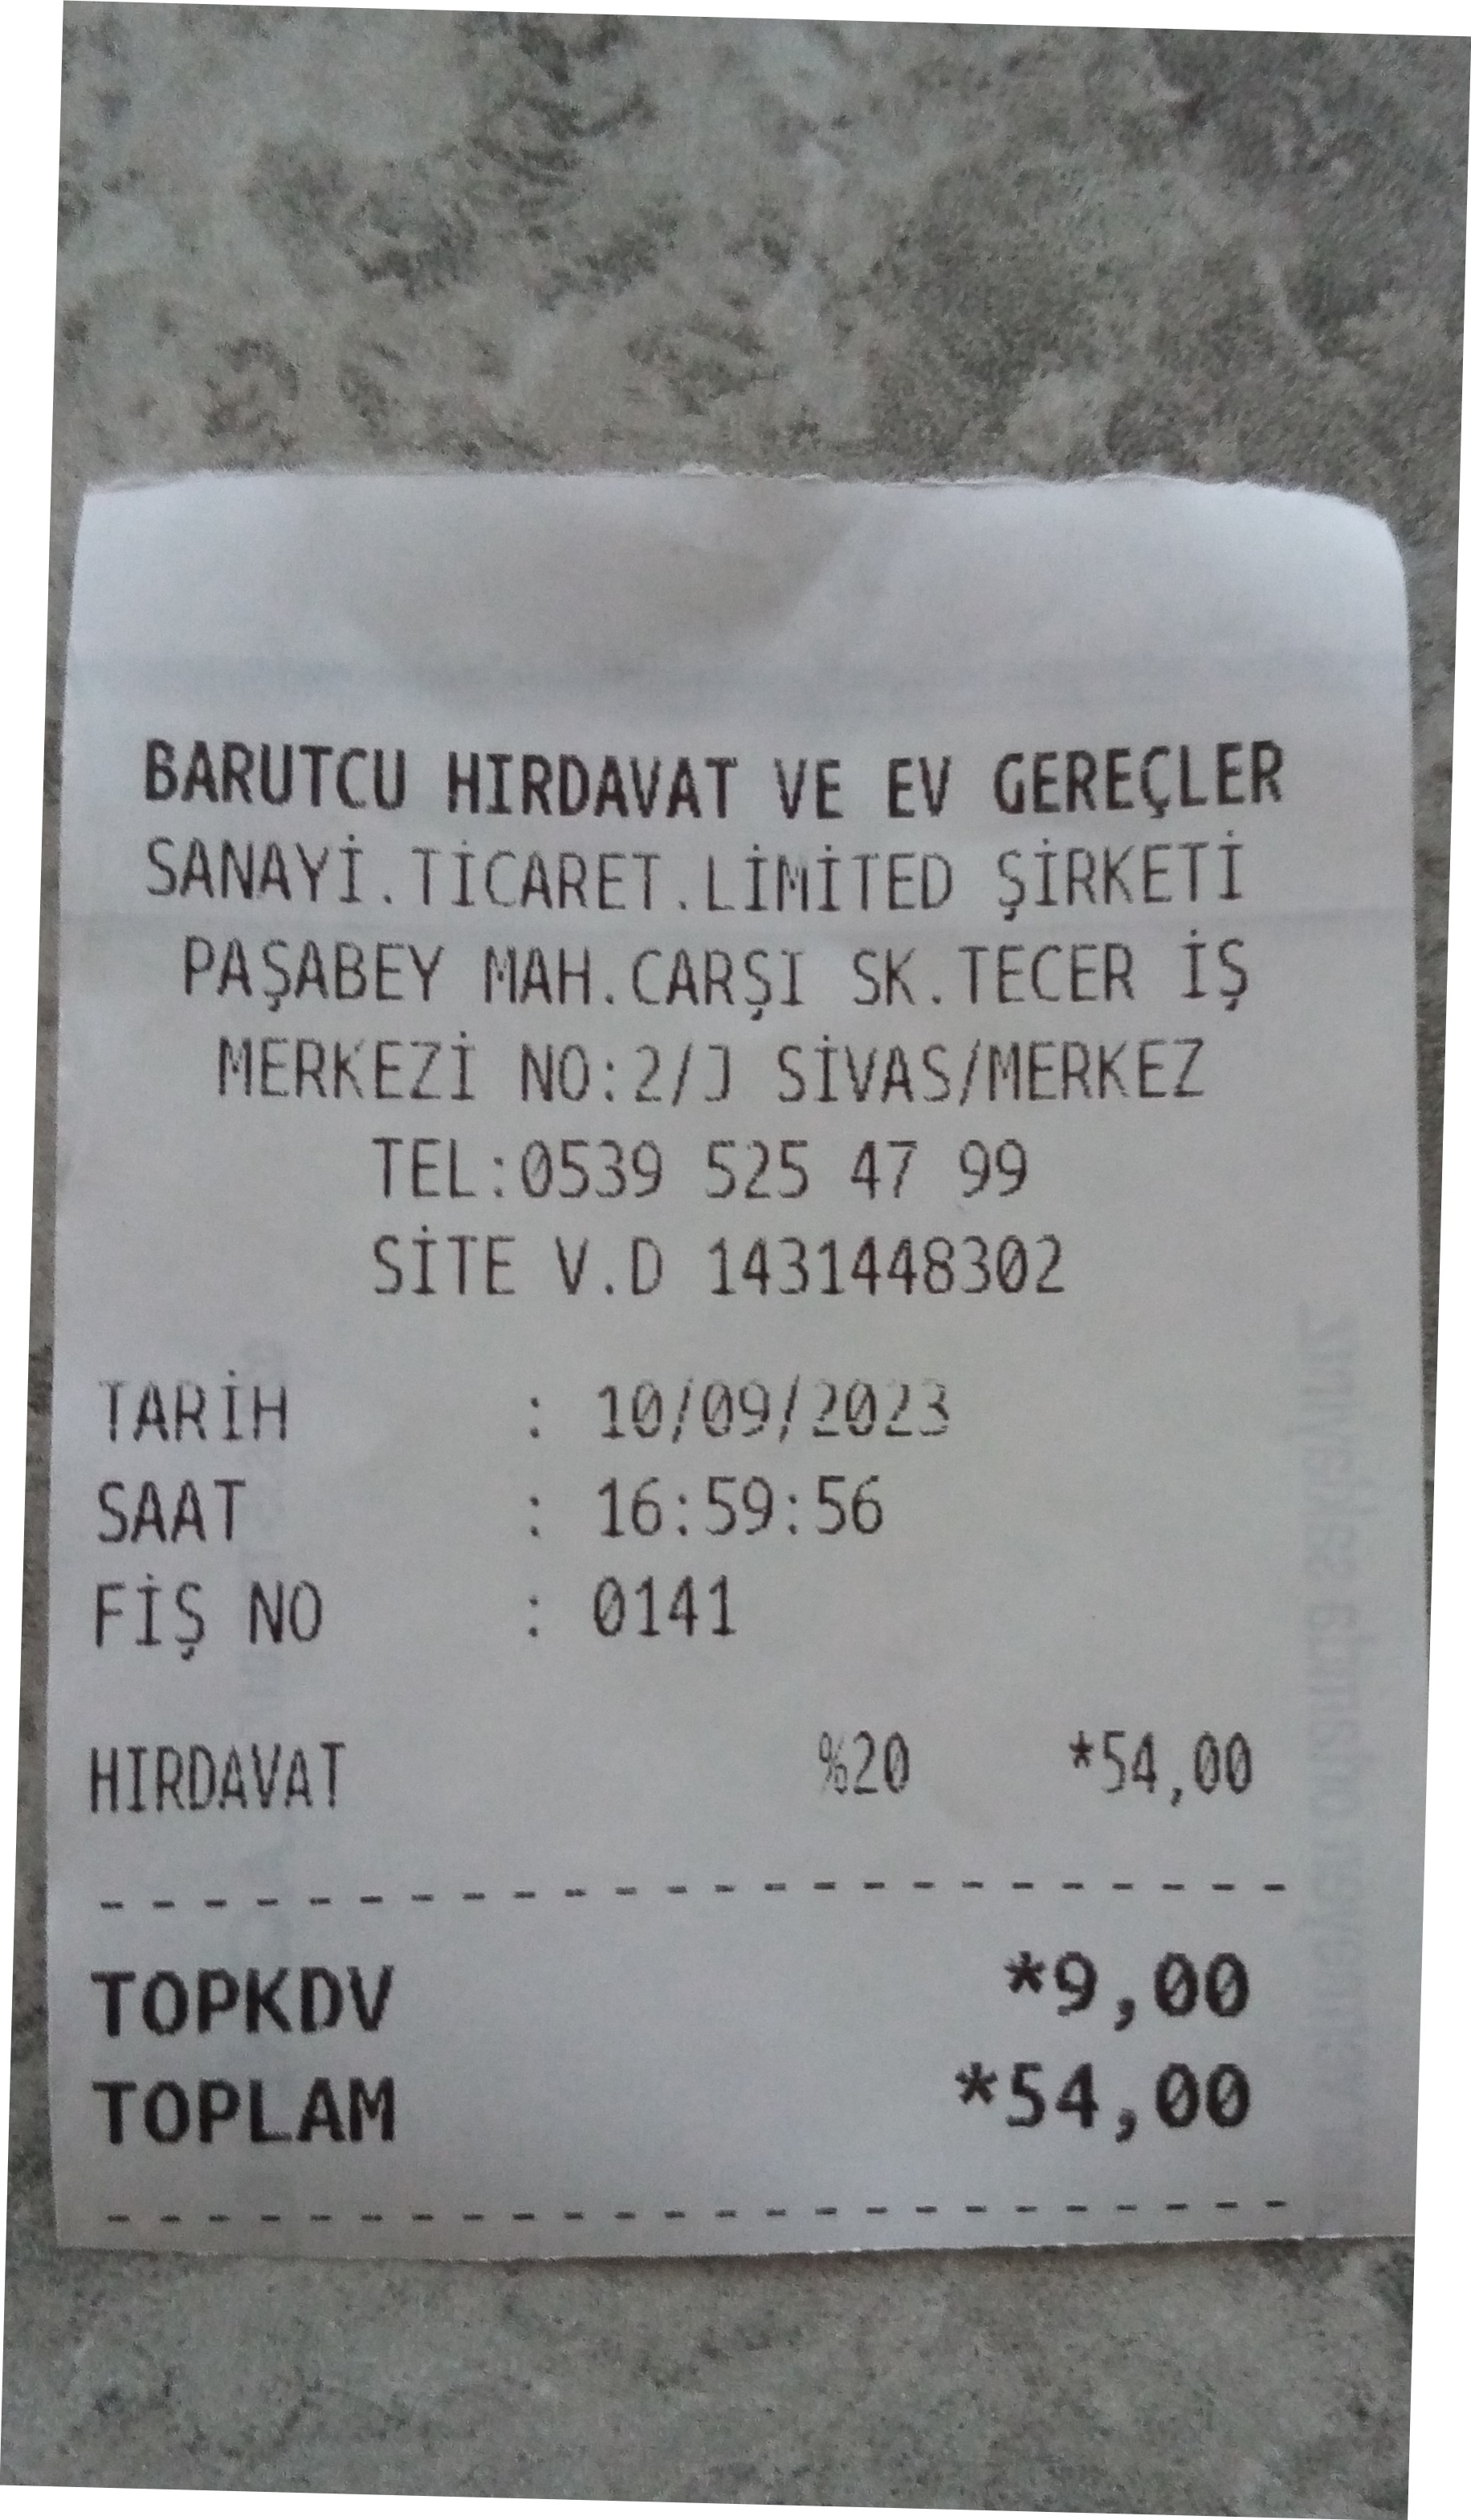 BARUTCU HIRDAVAT VE EV GEREÇLER
SANAYİ.TİCARET.LİMİTED ŞİRKETİ
PAŞABEY MAH.CARŞI SK.TECER İŞ
MERKEZİ NO:2/J SİVAS/MERKEZ
TEL:0539 525 47 99
SİTE V.D 1431448302
TARİH : 10/09/2023
SAAT : 16:59:56
FİŞ NO : 0141
HIRDAVAT %20 *54,00
TOPKDV *9,00
TOPLAM *54,00